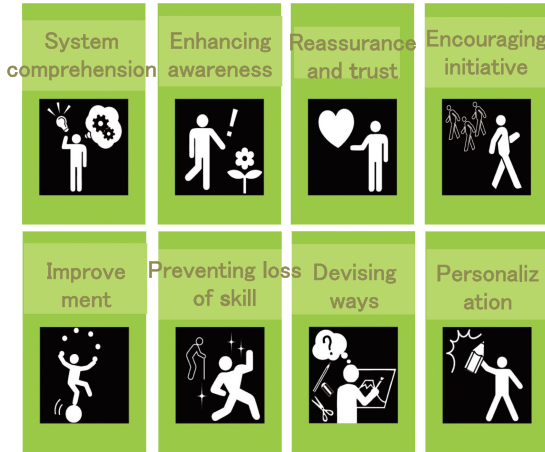 System
comprehension
Enhancing
awareness
Reassurance
and trust
Encouraging
initiative
Improve
ment
Preventing loss
of skill
Devising
ways
Personaliz
ation
?